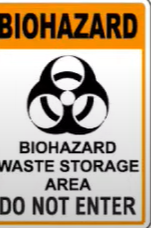 BIOHAZARD
BIOHAZARD
WASTE STORAGE
AREA
DO NOT ENTER